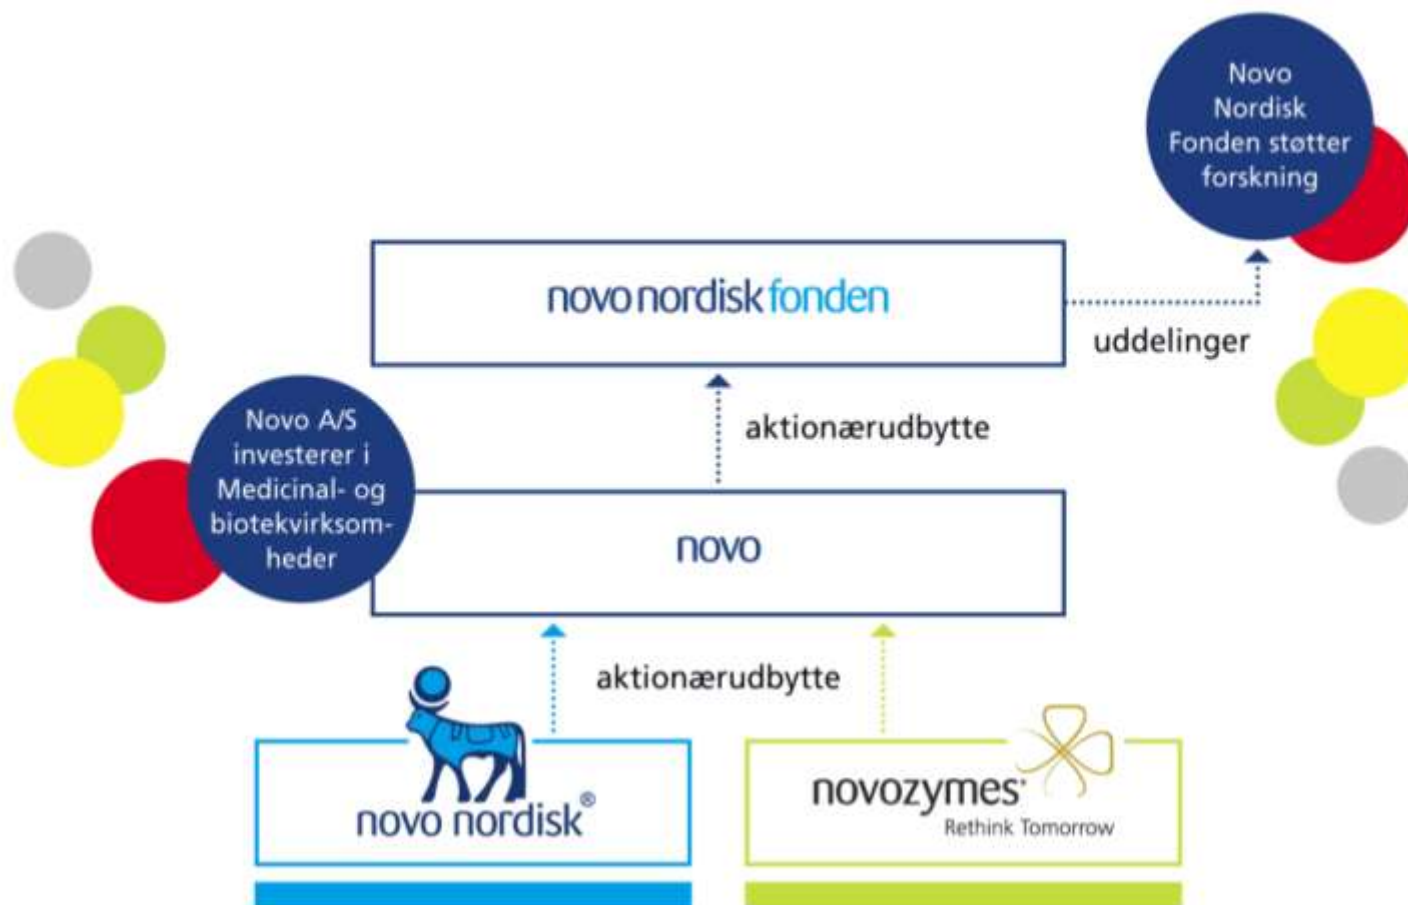 Novo
Nordisk
Fonden støtter
forskning
novo nordisk fonden
uddelinger
aktionærudbytte
Novo A/S
investerer i
Medicinal- og
biotekvirksom-
heder
novo
aktionærudbytte
novo nordisk®
novozymes
Rethink Tomorrow